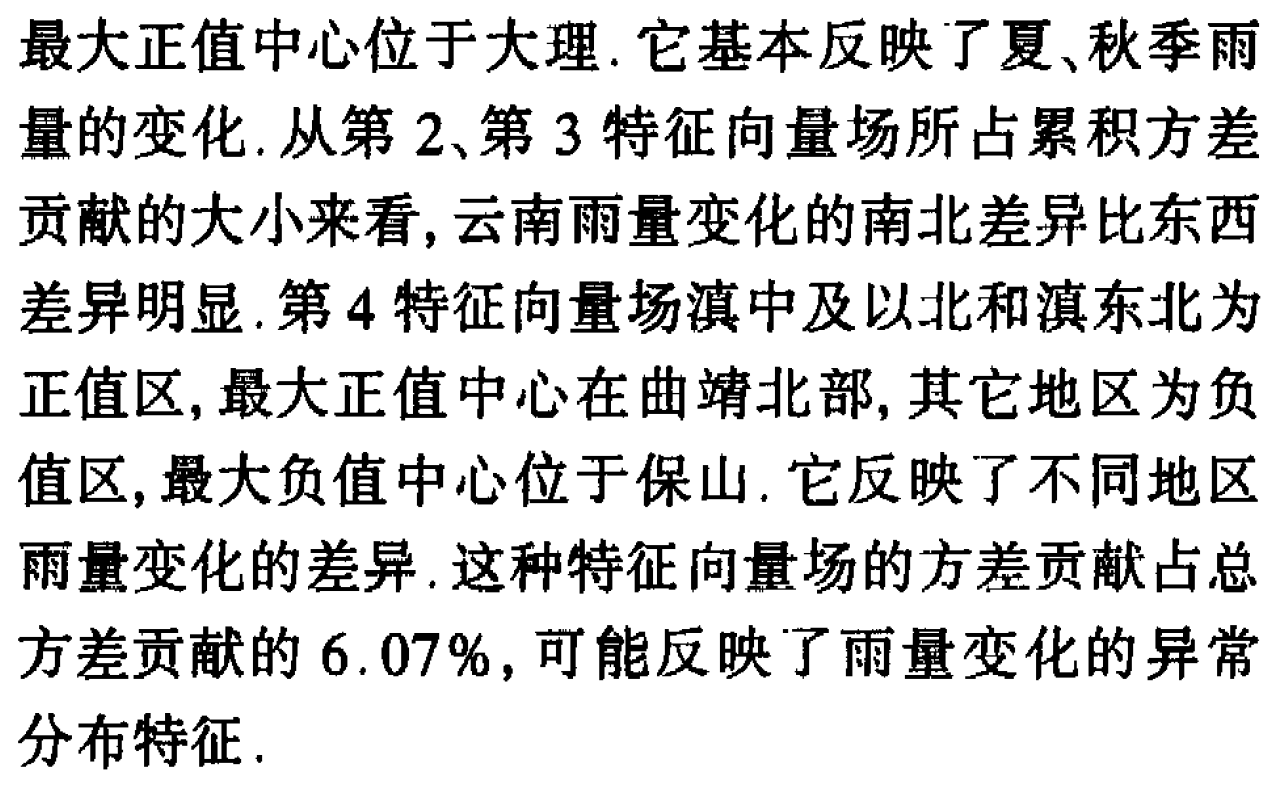 最大正值中心位于大理. 它基本反映了夏、秋季雨
量的变化. 从第 2、第 3 特征向量场所占累积方差
贡献的大小来看, 云南雨量变化的南北差异比东西
差异明显. 第 4 特征向量场滇中及以北和滇东北为
正值区, 最大正值中心在曲靖北部, 其它地区为负
值区, 最大负值中心位于保山. 它反映了不同地区
雨量变化的差异. 这种特征向量场的方差贡献占总
方差贡献的 6.07%, 可能反映了雨量变化的异常
分布特征.